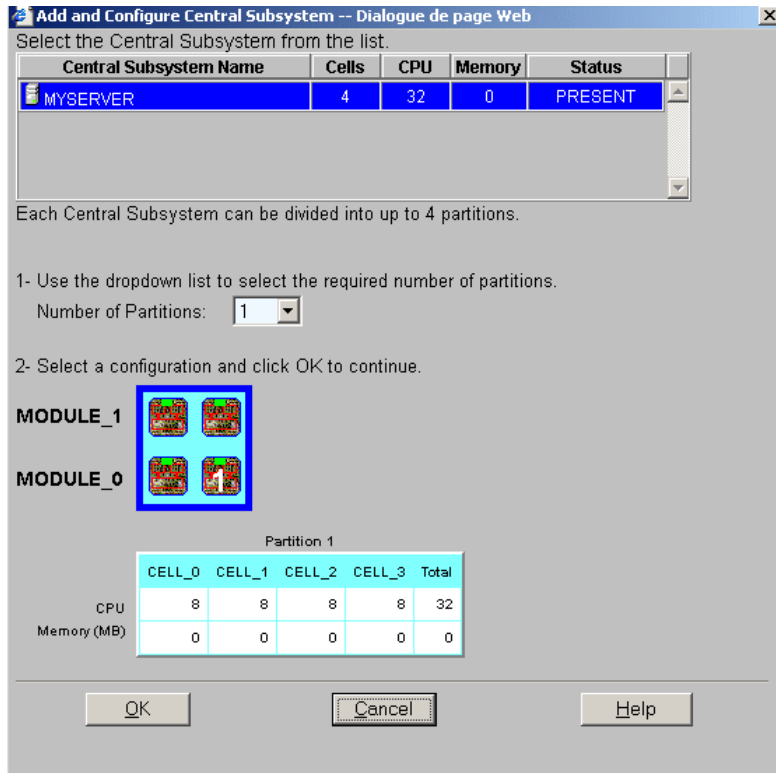 Add and Configure Central Subsystem -- Dialogue de page Web
Select the Central Subsystem from the list.
Central Subsystem Name Cells CPU Memory Status
MYSERVER 4 32 0 PRESENT
Each Central Subsystem can be divided into up to 4 partitions.
1- Use the dropdown list to select the required number of partitions.
Number of Partitions: 1
2- Select a configuration and click OK to continue.
MODULE_1
MODULE_0 1
Partition 1
CELL_0 CELL_1 CELL_2 CELL_3 Total
CPU 8 8 8 8 32
Memory (MB) 0 0 0 0 0
OK Cancel Help